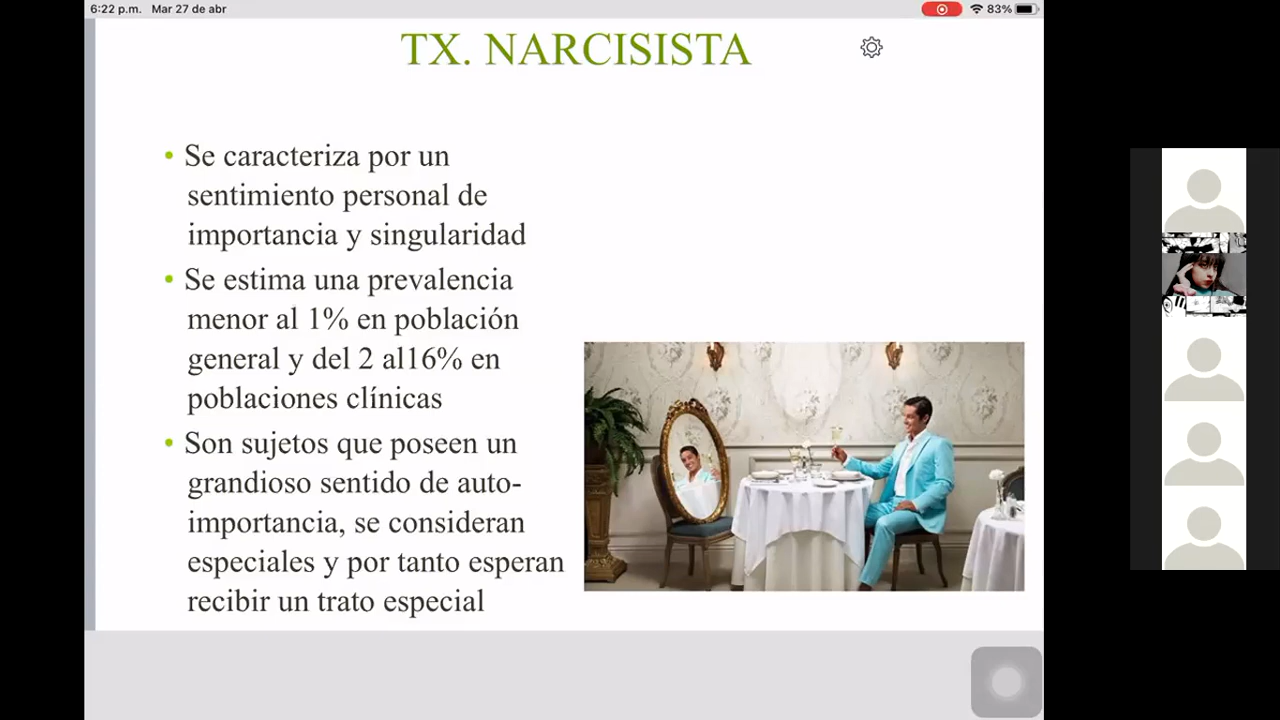 6:22 p.m. Mar 27 de abr
83%
TX. NARCISISTA
• Se caracteriza por un
sentimiento personal de
importancia y singularidad
• Se estima una prevalencia
menor al 1% en población
general y del 2 al16% en
poblaciones clínicas
• Son sujetos que poseen un
grandioso sentido de auto-
importancia, se consideran
especiales y por tanto esperan
recibir un trato especial